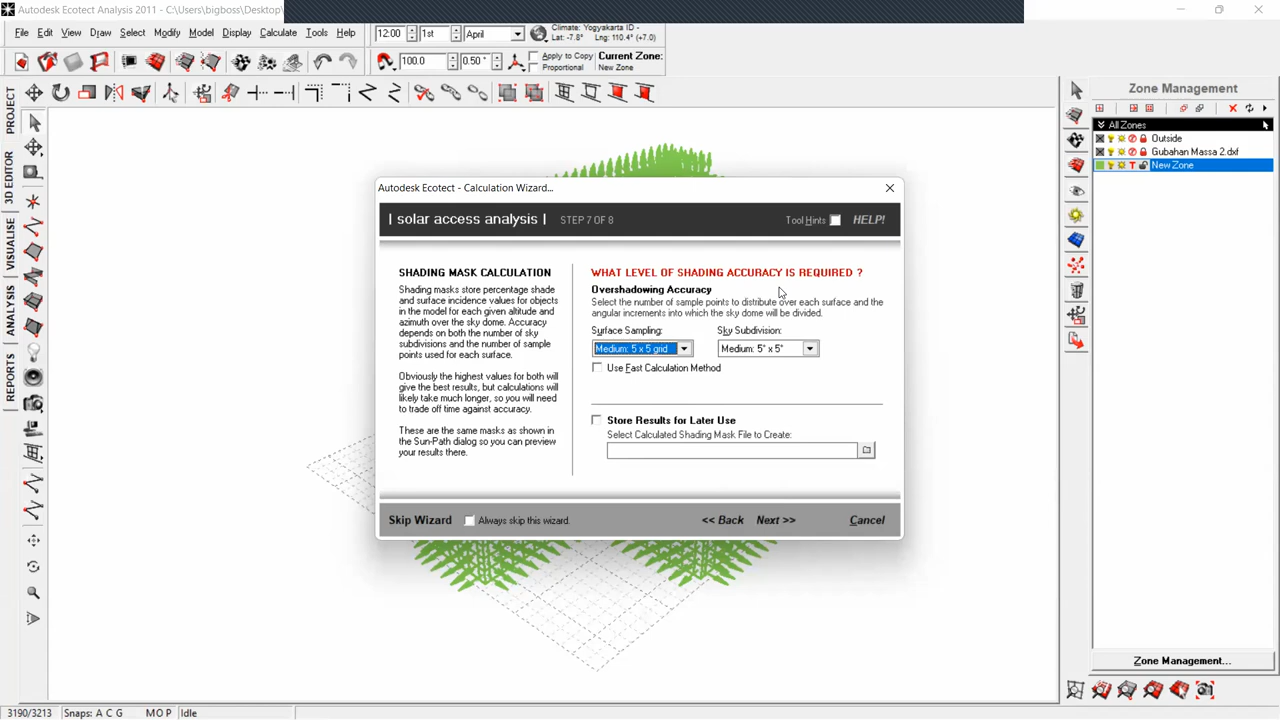 Autodesk Ecotect Analysis 2011 - C:\Users\bigboss\Desktop\
File Edit View Draw Select Modify Model Display Calculate Tools Help
12:00 1st April
Climate: Yogyakarta ID -
Lat: -7.8° Lng: 110.4° (+7.0)
100.0 0.50 °
Apply to Copy
Proportional
Current Zone:
New Zone
PROJECT
3D EDITOR
VISUALISE
ANALYSIS
REPORTS
Autodesk Ecotect - Calculation Wizard...
| solar access analysis | STEP 7 OF 8
Tool Hints HELP!
SHADING MASK CALCULATION
Shading masks store percentage shade
and surface incidence values for objects
in the model for each given altitude and
azimuth over the sky dome. Accuracy
depends on both the number of sky
subdivisions and the number of sample
points used for each surface.
Obviously the highest values for both will
give the best results, but calculations will
likely take much longer, so you will need
to trade off time against accuracy.
These are the same masks as shown in
the Sun-Path dialog so you can preview
your results there.
WHAT LEVEL OF SHADING ACCURACY IS REQUIRED ?
Overshadowing Accuracy
Select the number of sample points to distribute over each surface and the
angular increments into which the sky dome will be divided.
Surface Sampling: Sky Subdivision:
Medium: 5 x 5 grid Medium: 5° x 5°
Use Fast Calculation Method
Store Results for Later Use
Select Calculated Shading Mask File to Create:
Skip Wizard Always skip this wizard.
<< Back Next >> Cancel
Zone Management
All Zones
Outside
Gubahan Massa 2.dxf
T New Zone
Zone Management...
3190/3213 Snaps: A C G M O P Idle